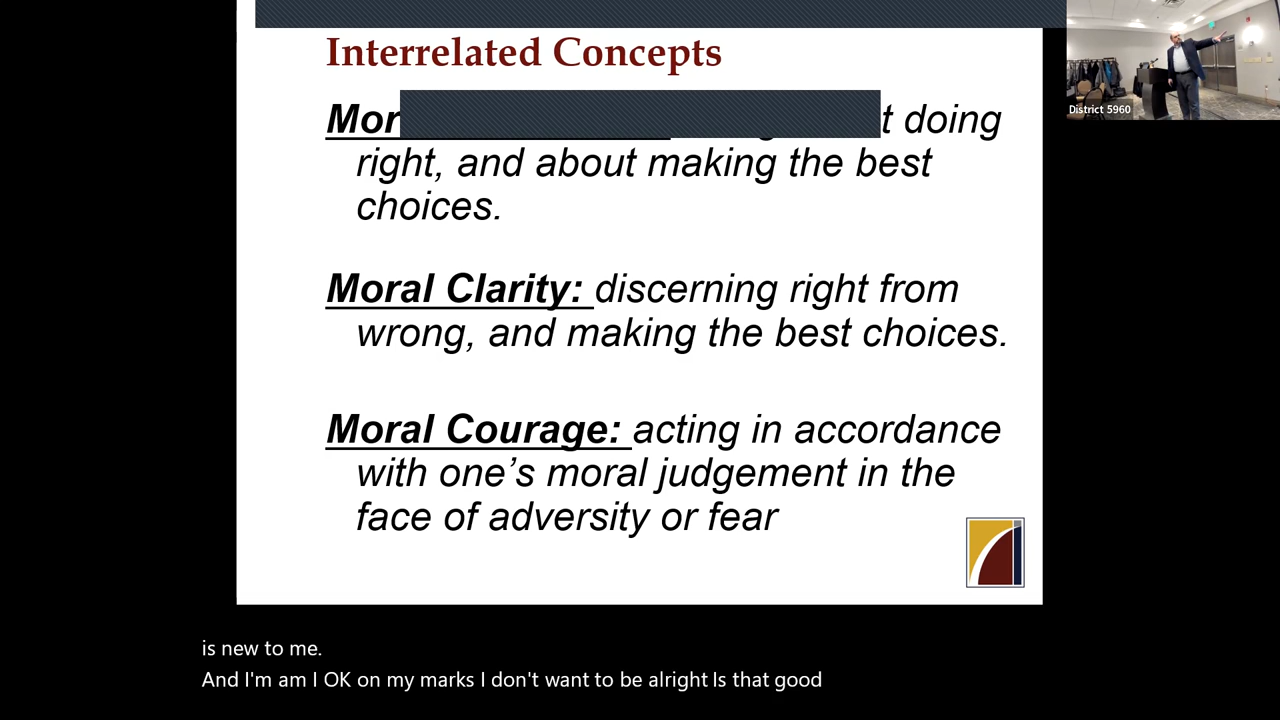 Interrelated Concepts
District 5960
doing
right, and about making the best
choices.
Moral Clarity: discerning right from
wrong, and making the best choices.
Moral Courage: acting in accordance
with one’s moral judgement in the
face of adversity or fear
is new to me.
And I'm am I OK on my marks I don't want to be alright Is that good